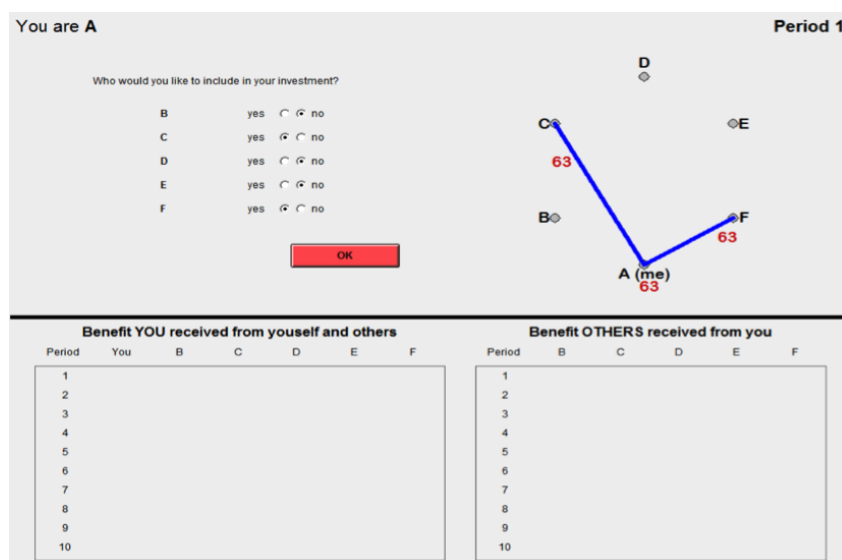 You are A
Period 1
Who would you like to include in your investment?
B yes no
C yes no
D yes no
E yes no
F yes no
OK
D
C E
63
B F
63
A (me)
63
Benefit YOU received from youself and others
Period You B C D E F
1
2
3
4
5
6
7
8
9
10
Benefit OTHERS received from you
Period B C D E F
1
2
3
4
5
6
7
8
9
10